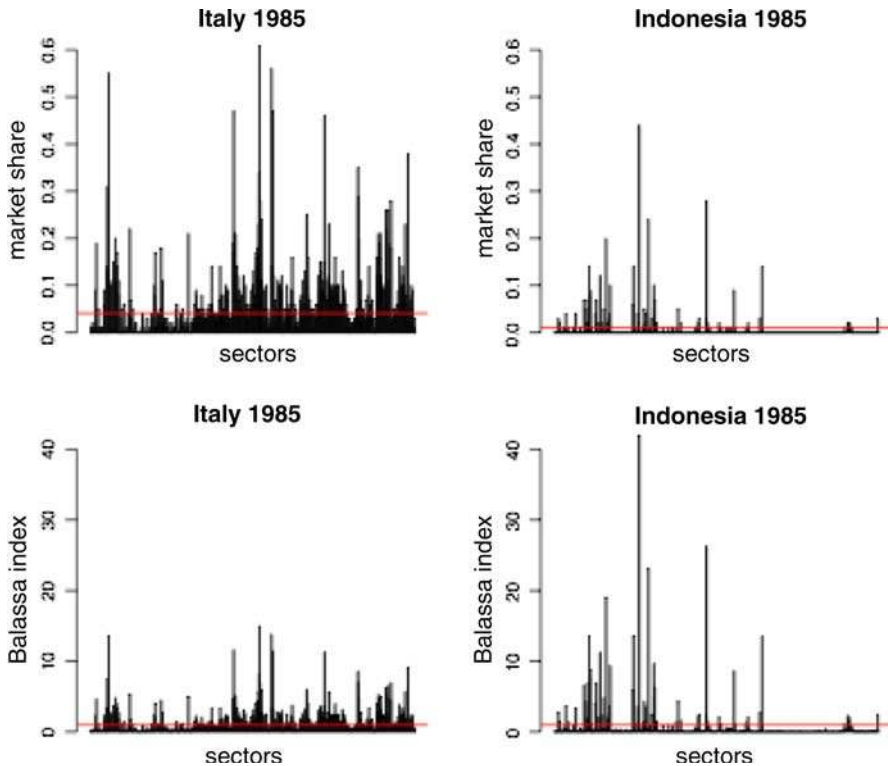 Italy 1985
Indonesia 1985
market share
0.0 0.1 0.2 0.3 0.4 0.5 0.6
sectors
market share
0.0 0.1 0.2 0.3 0.4 0.5 0.6
sectors
Italy 1985
Indonesia 1985
Balassa index
0 10 20 30 40
sectors
Balassa index
0 10 20 30 40
sectors